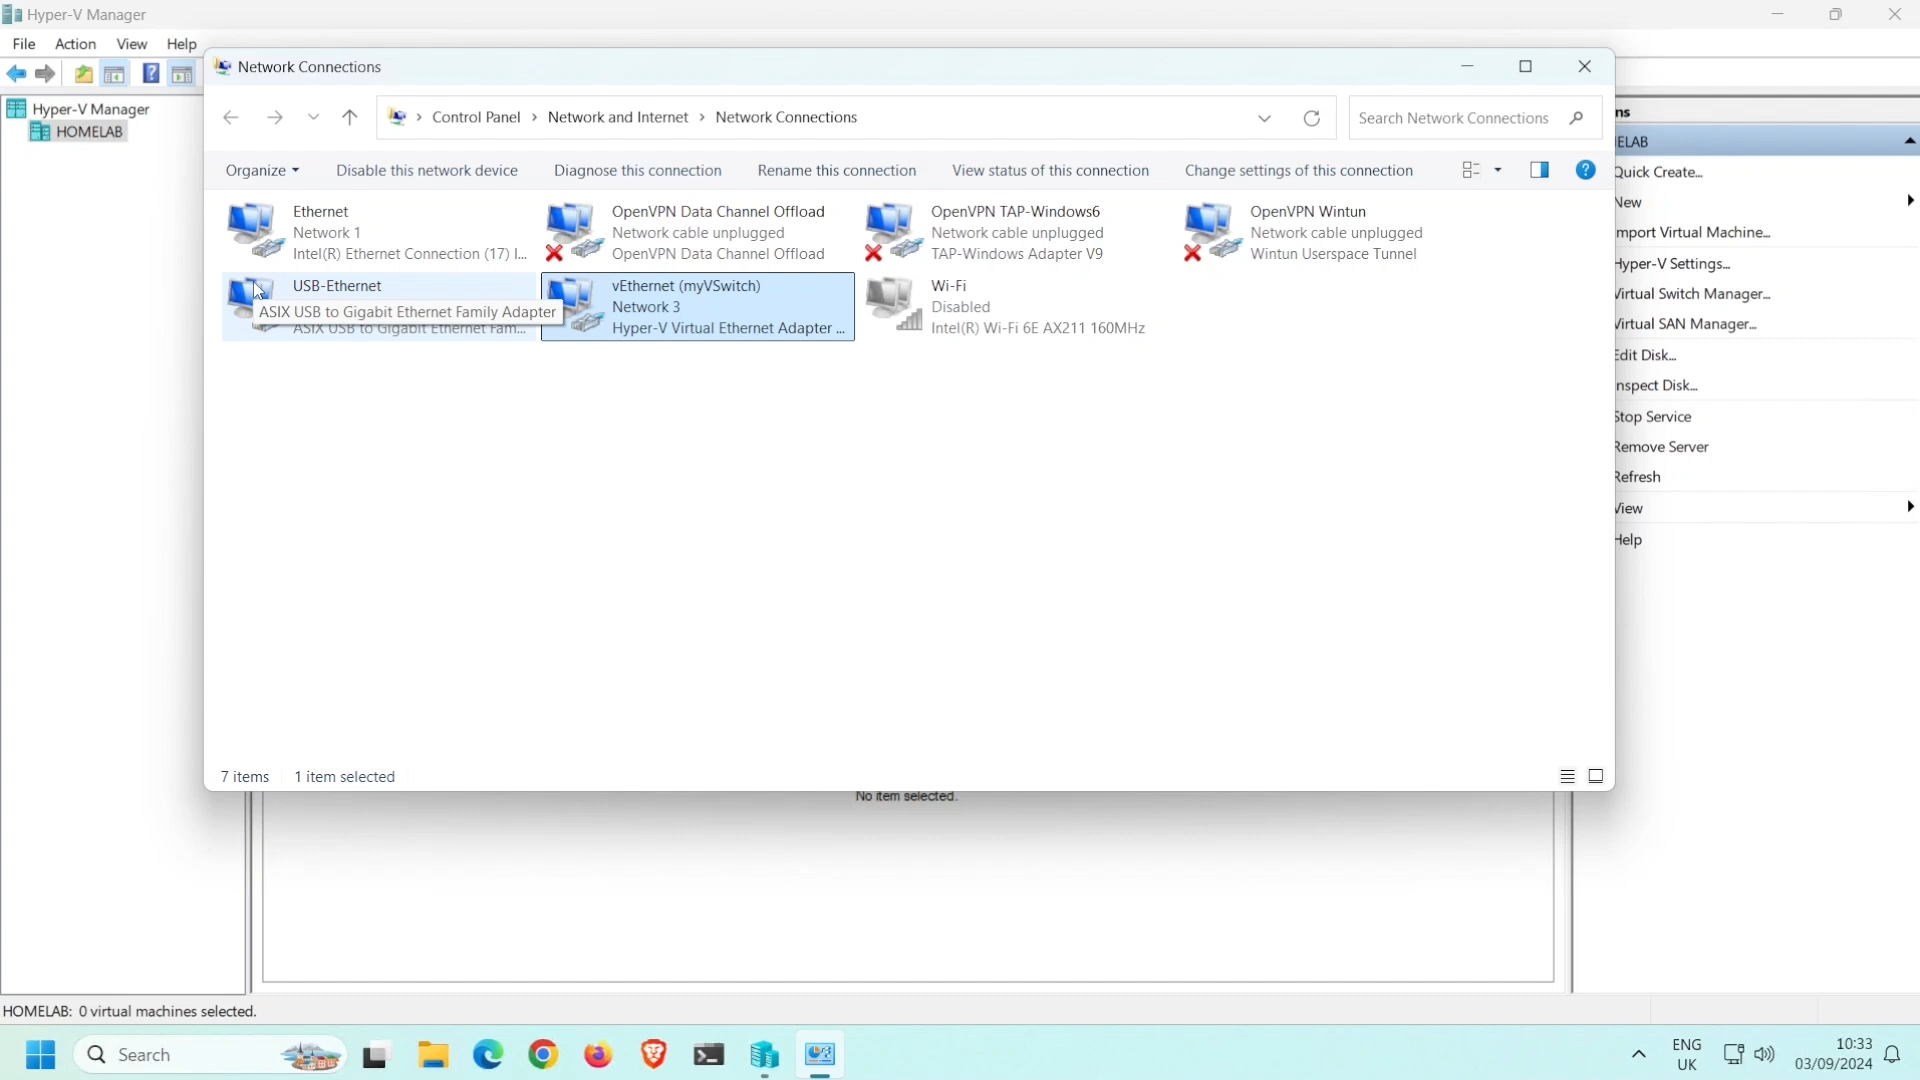 Hyper-V Manager
File Action View Help
Network Connections
Control Panel › Network and Internet › Network Connections
Search Network Connections
Organize Disable this network device Diagnose this connection Rename this connection View status of this connection Change settings of this connection
Hyper-V Manager
HOMELAB
Ethernet
Network 1
Intel(R) Ethernet Connection (17) I...
OpenVPN Data Channel Offload
Network cable unplugged
OpenVPN Data Channel Offload
OpenVPN TAP-Windows6
Network cable unplugged
TAP-Windows Adapter V9
OpenVPN Wintun
Network cable unplugged
Wintun Userspace Tunnel
USB-Ethernet
ASIX USB to Gigabit Ethernet Family Adapter
ASIX USB to Gigabit Ethernet Fam...
vEthernet (myVSwitch)
Network 3
Hyper-V Virtual Ethernet Adapter ...
Wi-Fi
Disabled
Intel(R) Wi-Fi 6E AX211 160MHz
7 items 1 item selected
No item selected.
ns
ELAB
Quick Create...
New
mport Virtual Machine...
Hyper-V Settings...
Virtual Switch Manager...
Virtual SAN Manager...
Edit Disk...
nspect Disk...
Stop Service
Remove Server
Refresh
View
Help
HOMELAB: 0 virtual machines selected.
Search
ENG
UK
10:33
03/09/2024